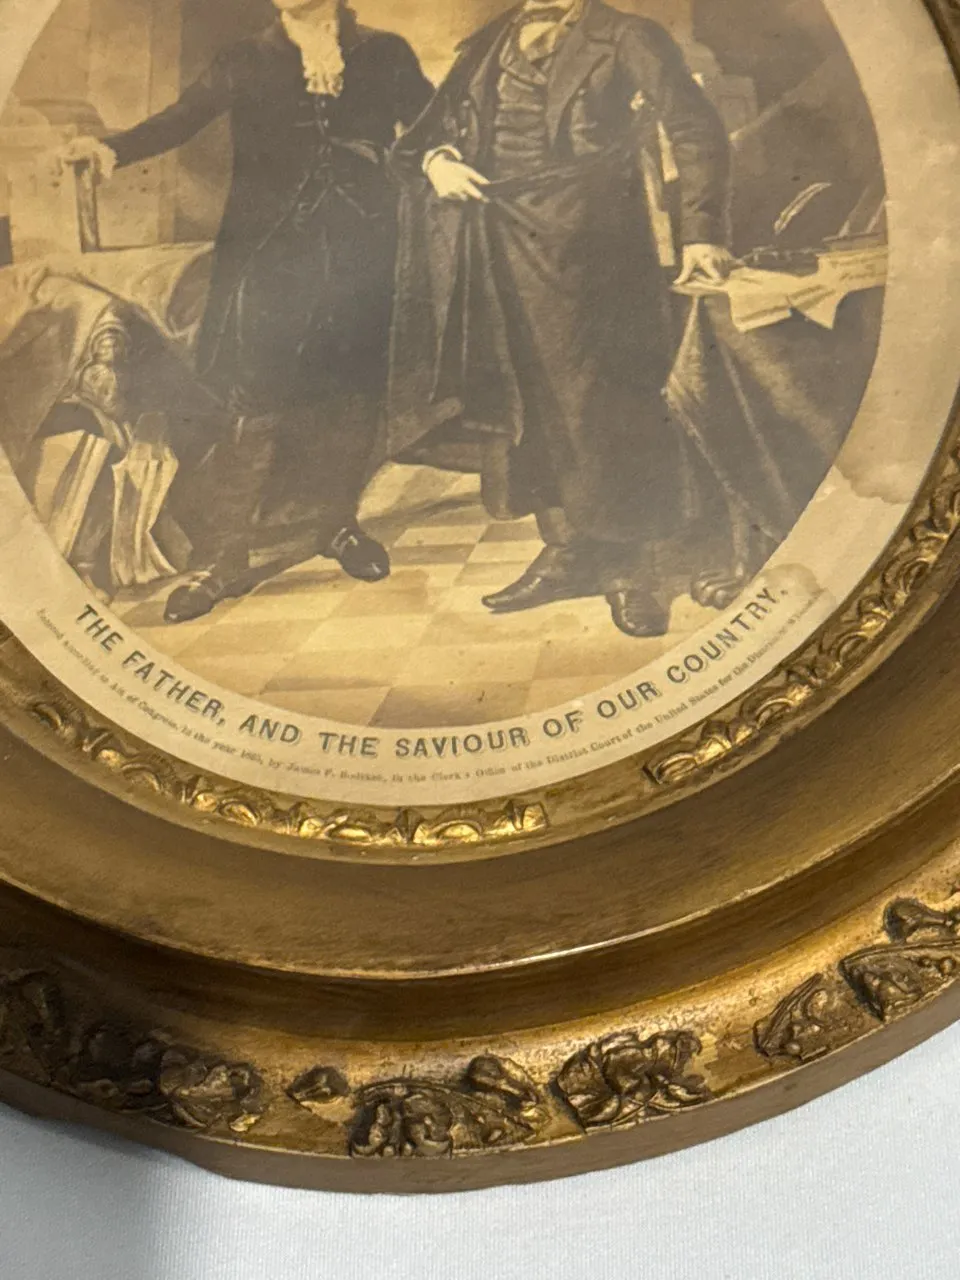 THE FATHER, AND THE SAVIOUR OF OUR COUNTRY.
Entered According to Act of Congress, in the year 1865, by James F. Bodtker, in the Clerk's Office of the District Court of the United States for the District of